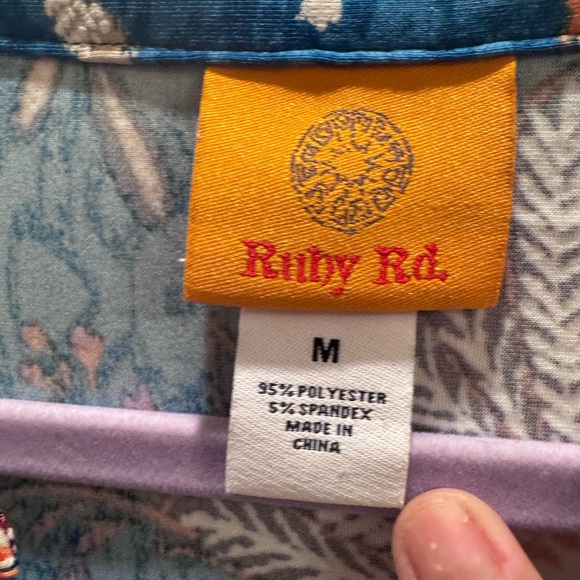 Ruby Rd.
M
95% POLYESTER
5% SPANDEX
MADE IN
CHINA